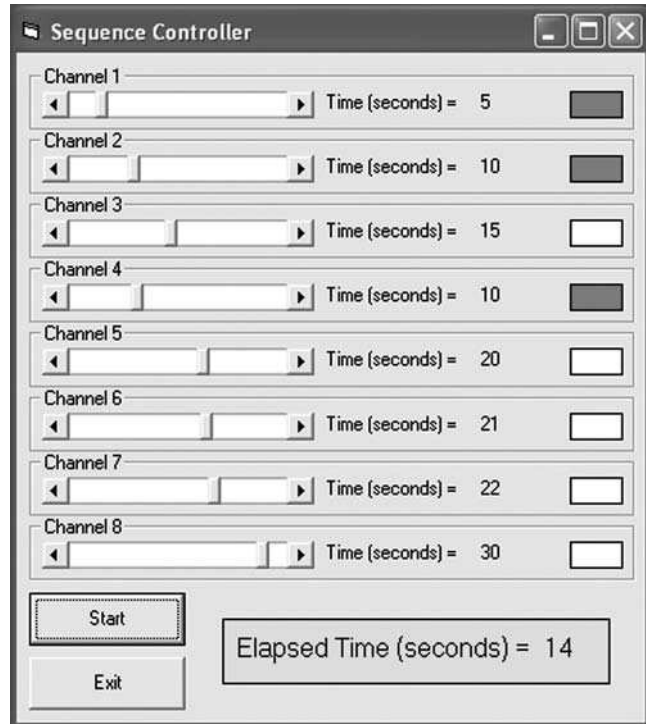 Sequence Controller
Channel 1
Time (seconds) = 5
Channel 2
Time (seconds) = 10
Channel 3
Time (seconds) = 15
Channel 4
Time (seconds) = 10
Channel 5
Time (seconds) = 20
Channel 6
Time (seconds) = 21
Channel 7
Time (seconds) = 22
Channel 8
Time (seconds) = 30
Start
Elapsed Time (seconds) = 14
Exit